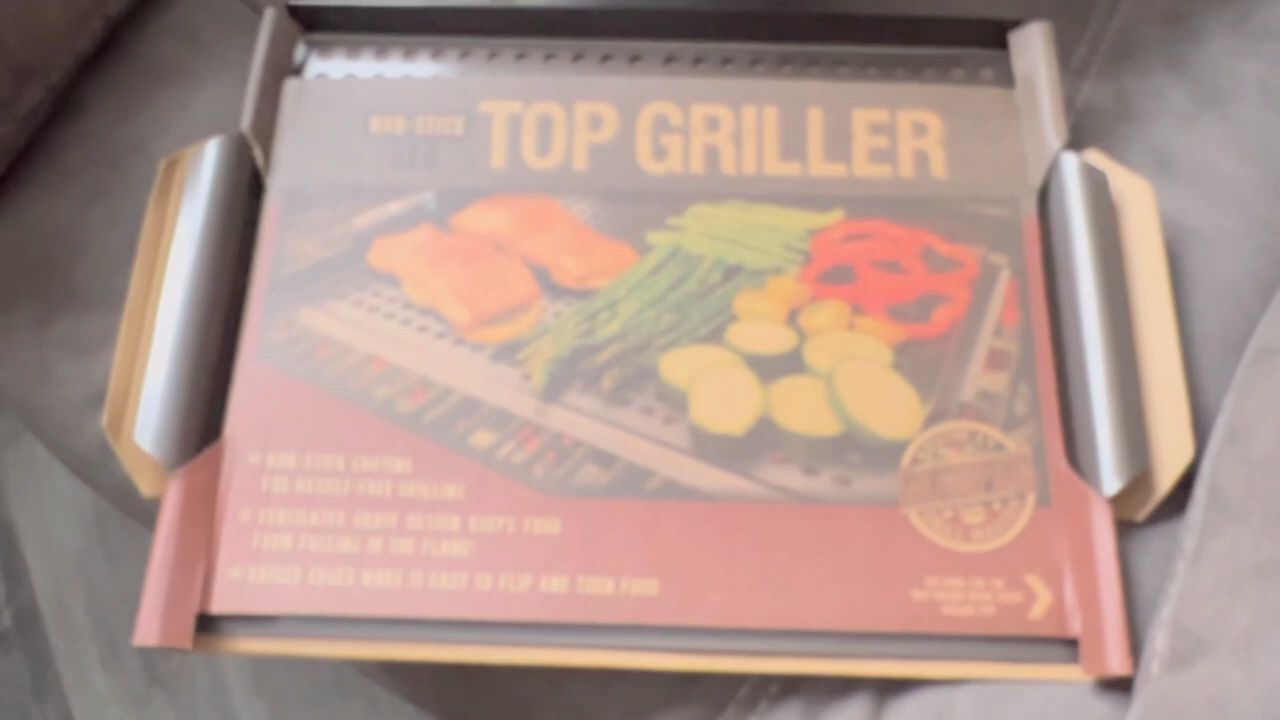 NON-STICK TOP GRILLER
NON-STICK COATING
FOR HASSLE-FREE GRILLING
VENTILATED GRID DESIGN KEEPS FOOD
FROM FALLING IN THE FLAME!
RAISED EDGES MAKE IT EASY TO FLIP AND TURN FOOD